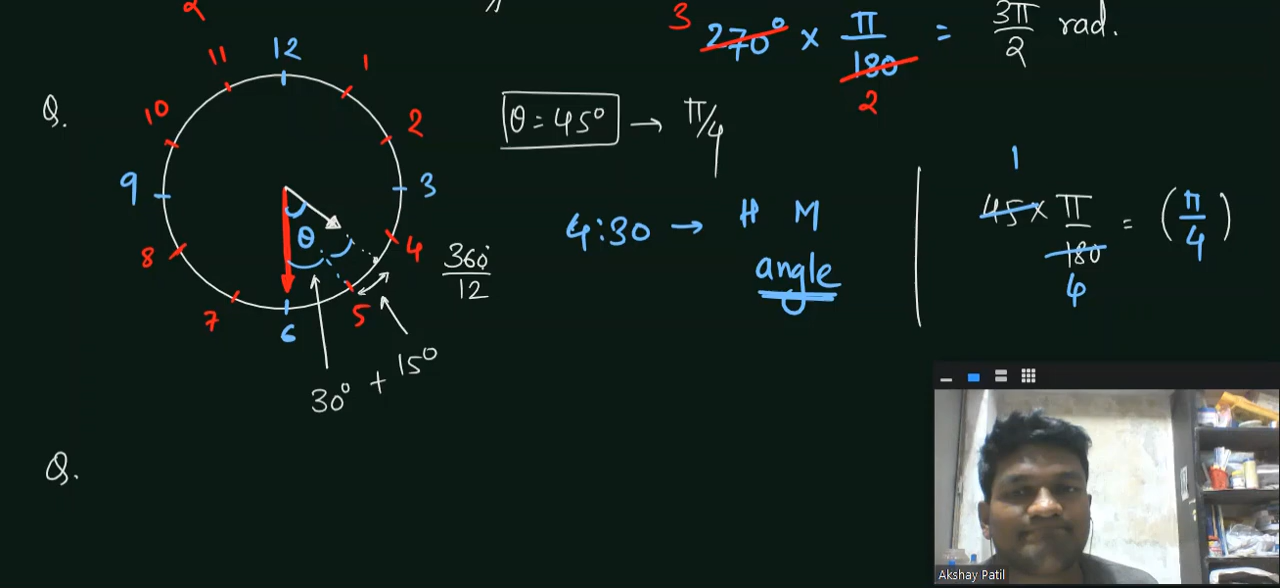 3 270° × π/180 2 = 3π/2 rad.
Q.
12
11
1
10
2
9
3
8
4
7
5
6
θ
360°/12
30° + 15°
θ = 45° → π/4
4:30 → H M
angle
1
45 × π/180 = (π/4)
4
Q.
Akshay Patil